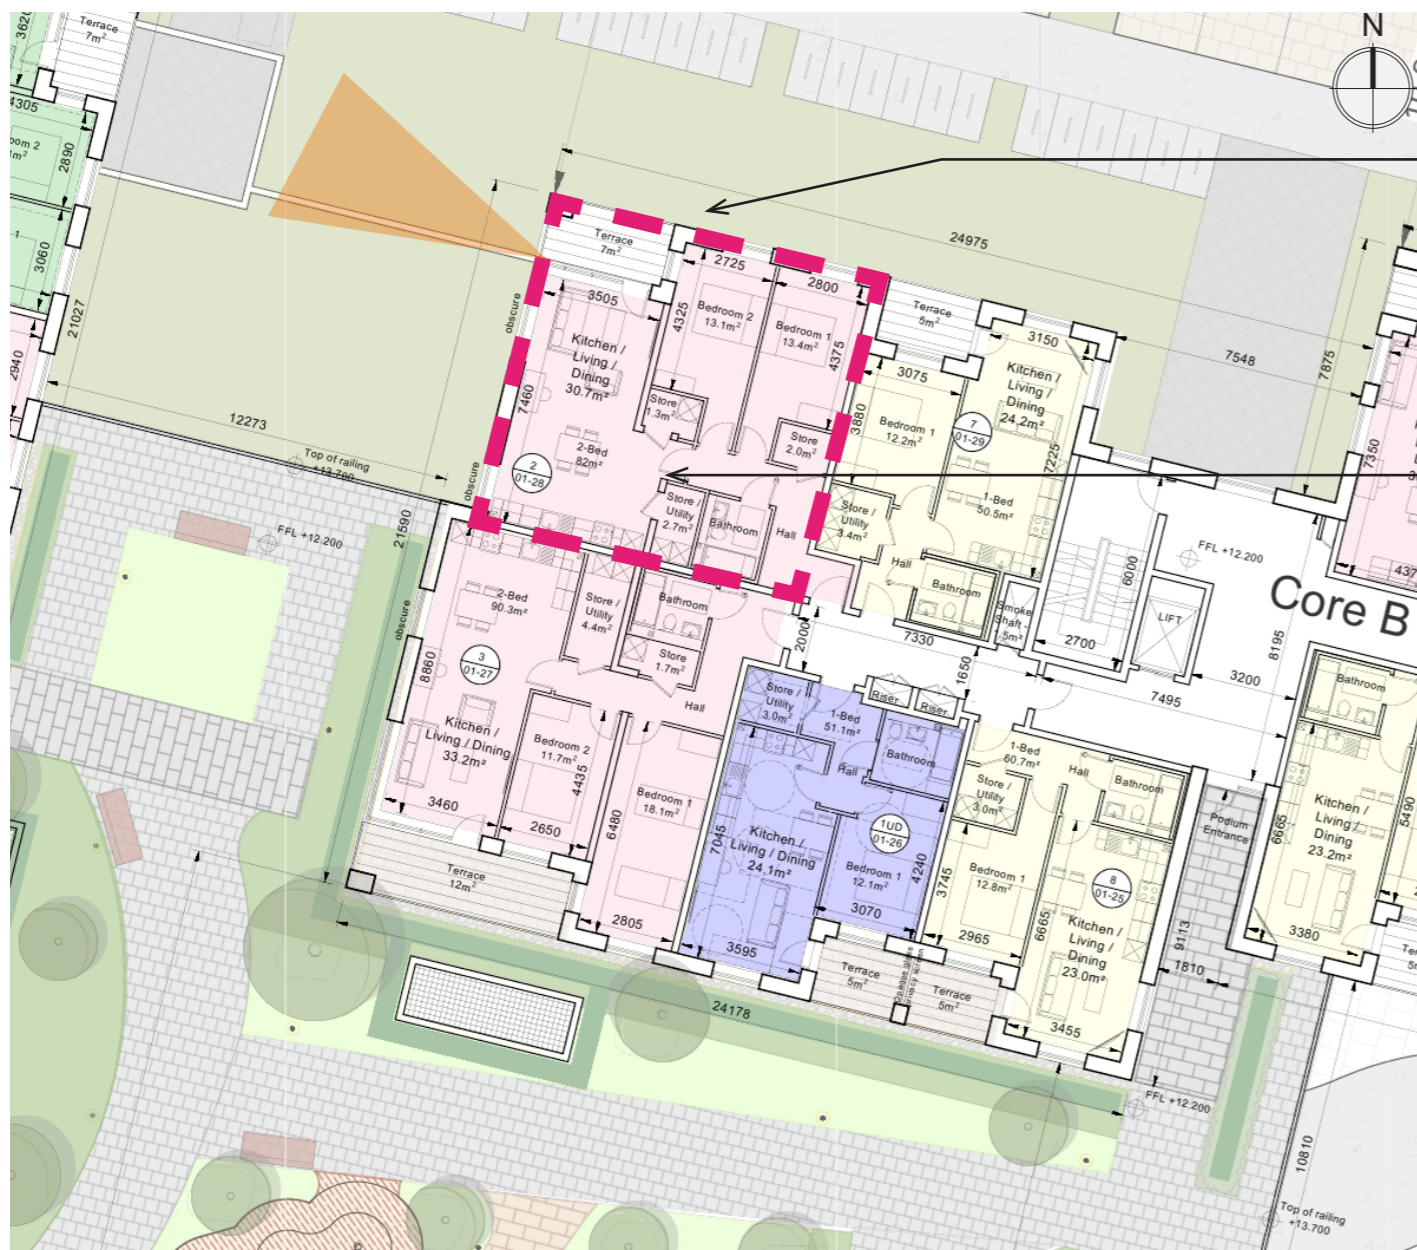 N
3620
Terrace
7m²
4305
2890
3060
2940
21027
12273
Top of railing
+13.700
FFL +12.200
21590
24975
Terrace
7m²
obscure
3505
Kitchen /
Living /
Dining
30.7m²
7460
2-Bed
82m²
2
01-28
obscure
2725
4325
Bedroom 2
13.1m²
2800
Bedroom 1
13.4m²
4375
Store
1.3m²
Store
2.0m²
Store /
Utility
2.7m²
Bathroom
Hall
Terrace
5m²
3075
3880
Bedroom 1
12.2m²
3150
Kitchen /
Living /
Dining
24.2m²
7
01-29
7225
1-Bed
50.5m²
Store /
Utility
3.4m²
Hall
Bathroom
7548
7875
7350
Smoke
Shaft -
5m²
6000
2700
FFL +12.200
LIFT
Core B
8195
3200
2000
7330
1650
7495
Riser
Riser
2-Bed
90.3m²
obscure
8860
3
01-27
Store /
Utility
4.4m²
Bathroom
Store
1.7m²
Hall
Kitchen /
Living / Dining
33.2m²
3460
Bedroom 2
11.7m²
4435
2650
Bedroom 1
18.1m²
6480
2805
Terrace
12m²
Store /
Utility
3.0m²
1-Bed
51.1m²
Bathroom
Hall
Kitchen /
Living / Dining
24.1m²
7045
3595
1UD
01-26
Bedroom 1
12.1m²
4240
3070
Terrace
5m²
Opaque glass
privacy screen
Terrace
5m²
1-Bed
50.7m²
Hall
Bathroom
Store /
Utility
3.0m²
3745
Bedroom 1
12.8m²
2965
6665
8
01-25
Kitchen /
Living /
Dining
23.0m²
3455
Podium
Entrance
9113
1810
Bathroom
Kitchen /
Living /
Dining
23.2m²
6665
5490
3380
24178
FFL +12.200
10810
Top of railing
+13.700